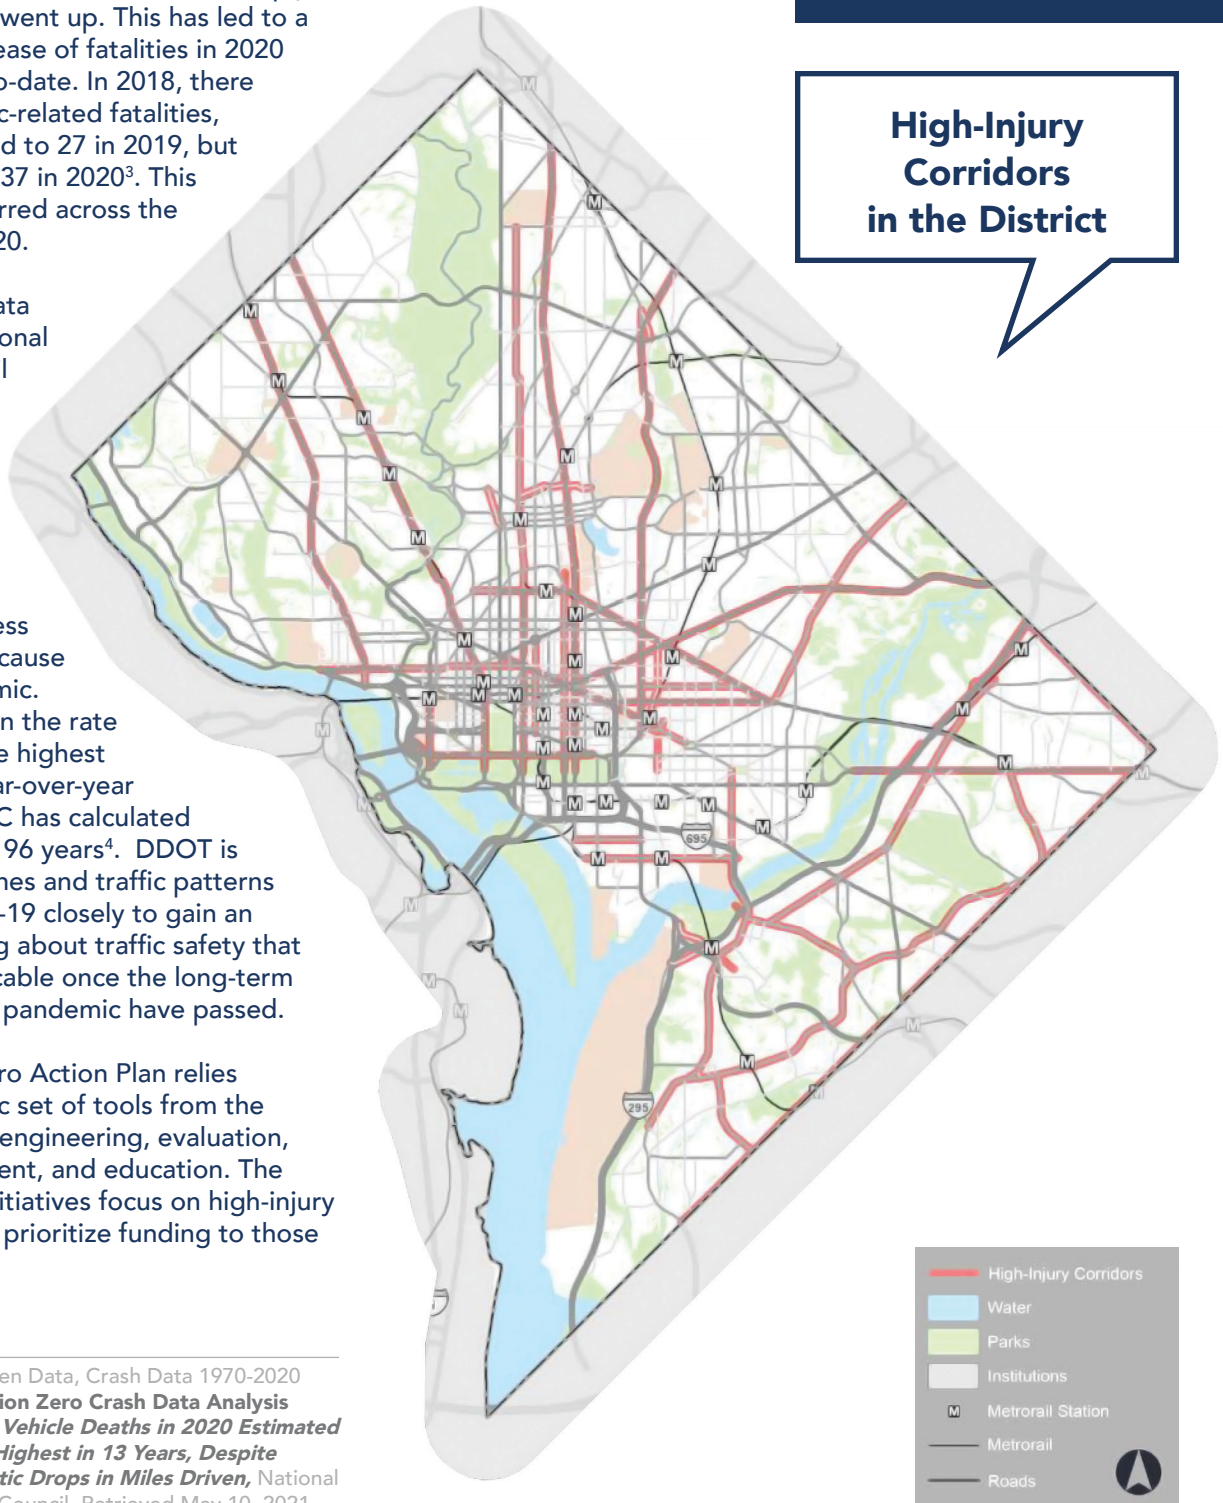 went up. This has led to a
ease of fatalities in 2020
o-date. In 2018, there
c-related fatalities,
d to 27 in 2019, but
37 in 2020³. This
rred across the
20.
ata
onal
l
ess
cause
mic.
n the rate
e highest
ar-over-year
C has calculated
96 years⁴. DDOT is
nes and traffic patterns
-19 closely to gain an
g about traffic safety that
cable once the long-term
pandemic have passed.
ro Action Plan relies
c set of tools from the
engineering, evaluation,
ent, and education. The
nitiatives focus on high-injury
prioritize funding to those
en Data, Crash Data 1970-2020
ion Zero Crash Data Analysis
Vehicle Deaths in 2020 Estimated
Highest in 13 Years, Despite
tic Drops in Miles Driven, National
Council. Retrieved May 10, 2021
High-Injury
Corridors
in the District
695
295
High-Injury Corridors
Water
Parks
Institutions
M Metrorail Station
Metrorail
Roads